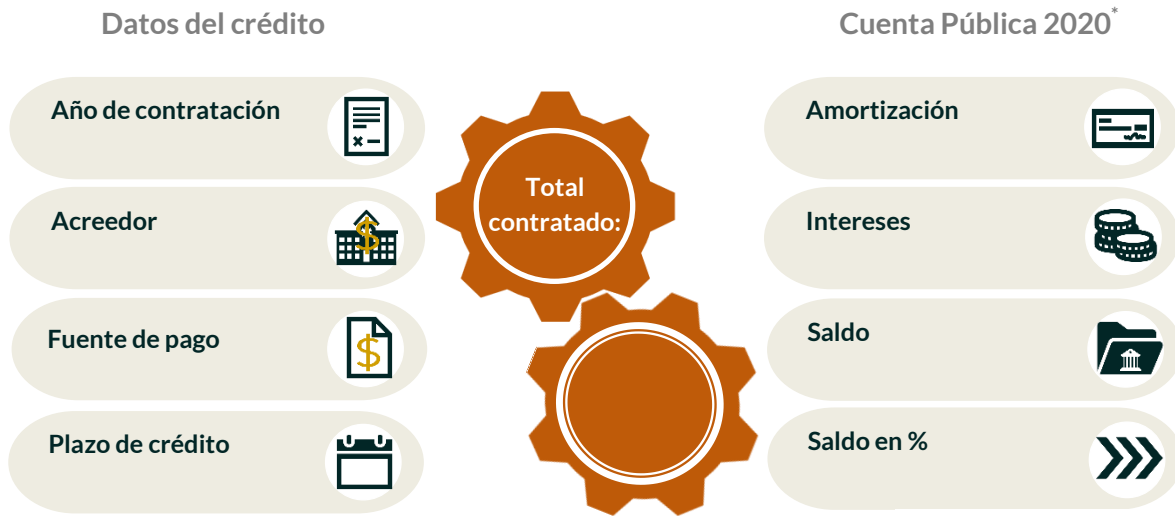 Datos del crédito
Año de contratación
Acreedor
Fuente de pago
Plazo de crédito
Total
contratado:
Cuenta Pública 2020*
Amortización
Intereses
Saldo
Saldo en %